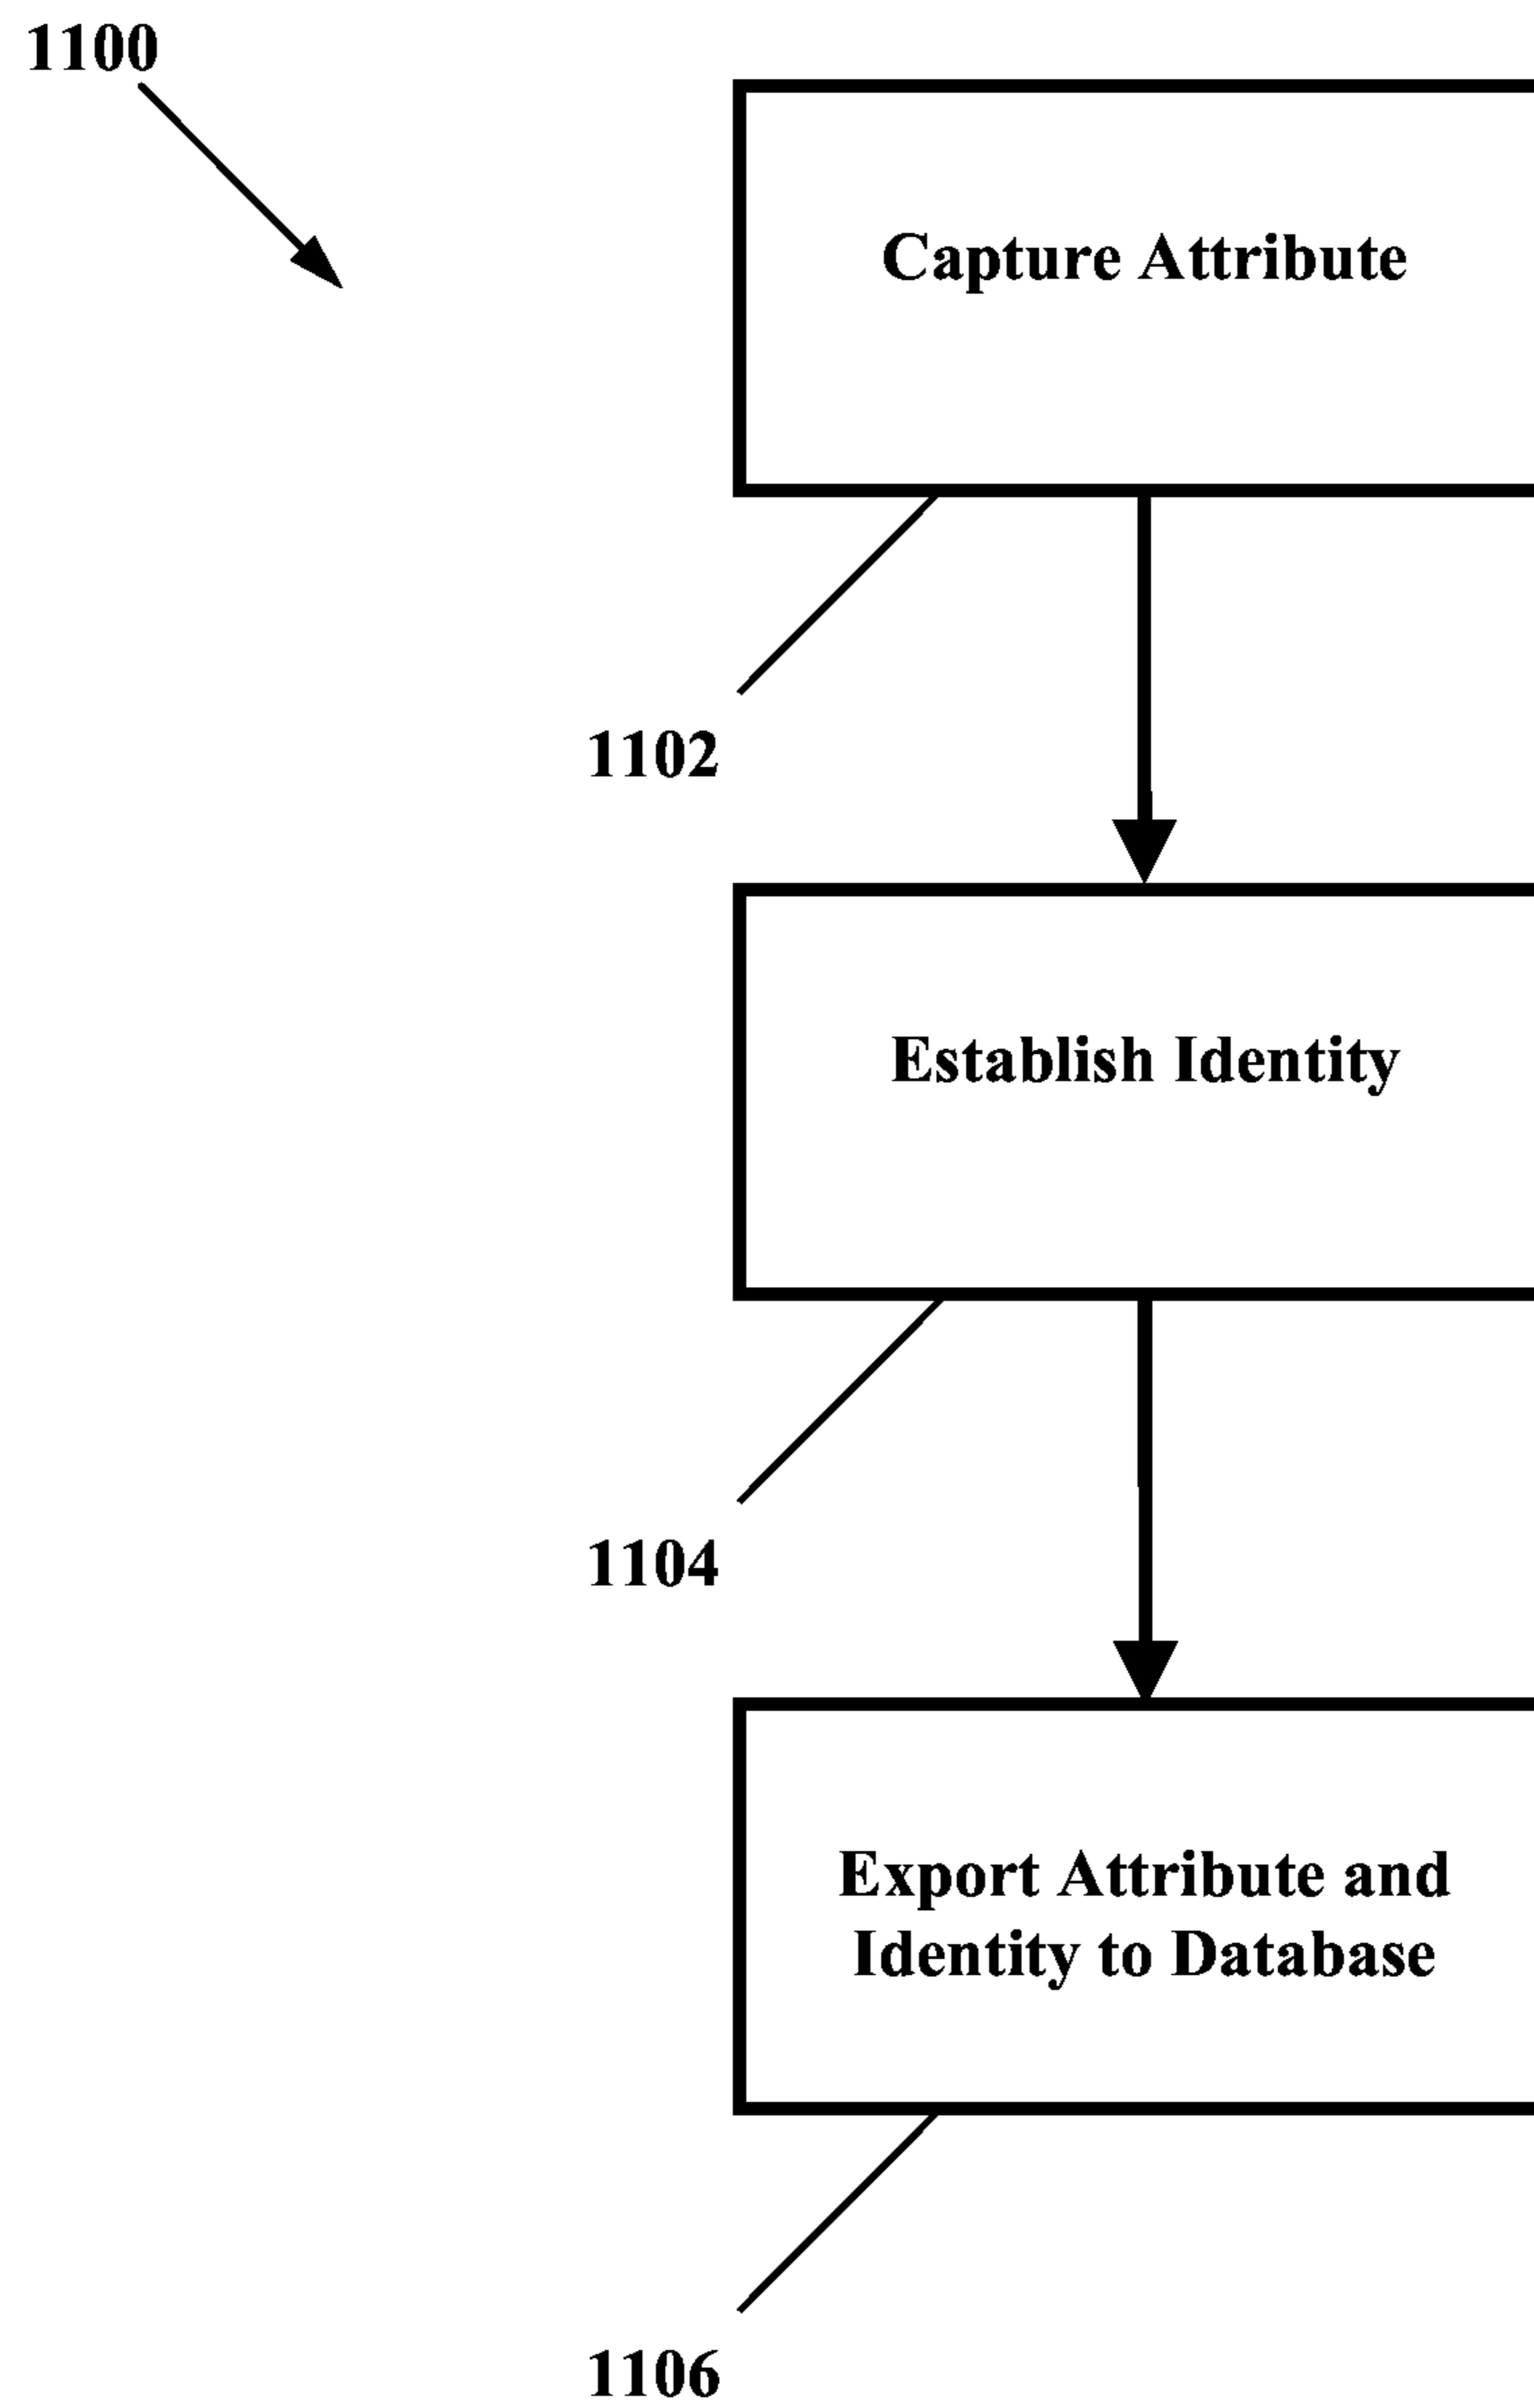 1100
Capture Attribute
1102
Establish Identity
1104
Export Attribute and
Identity to Database
1106